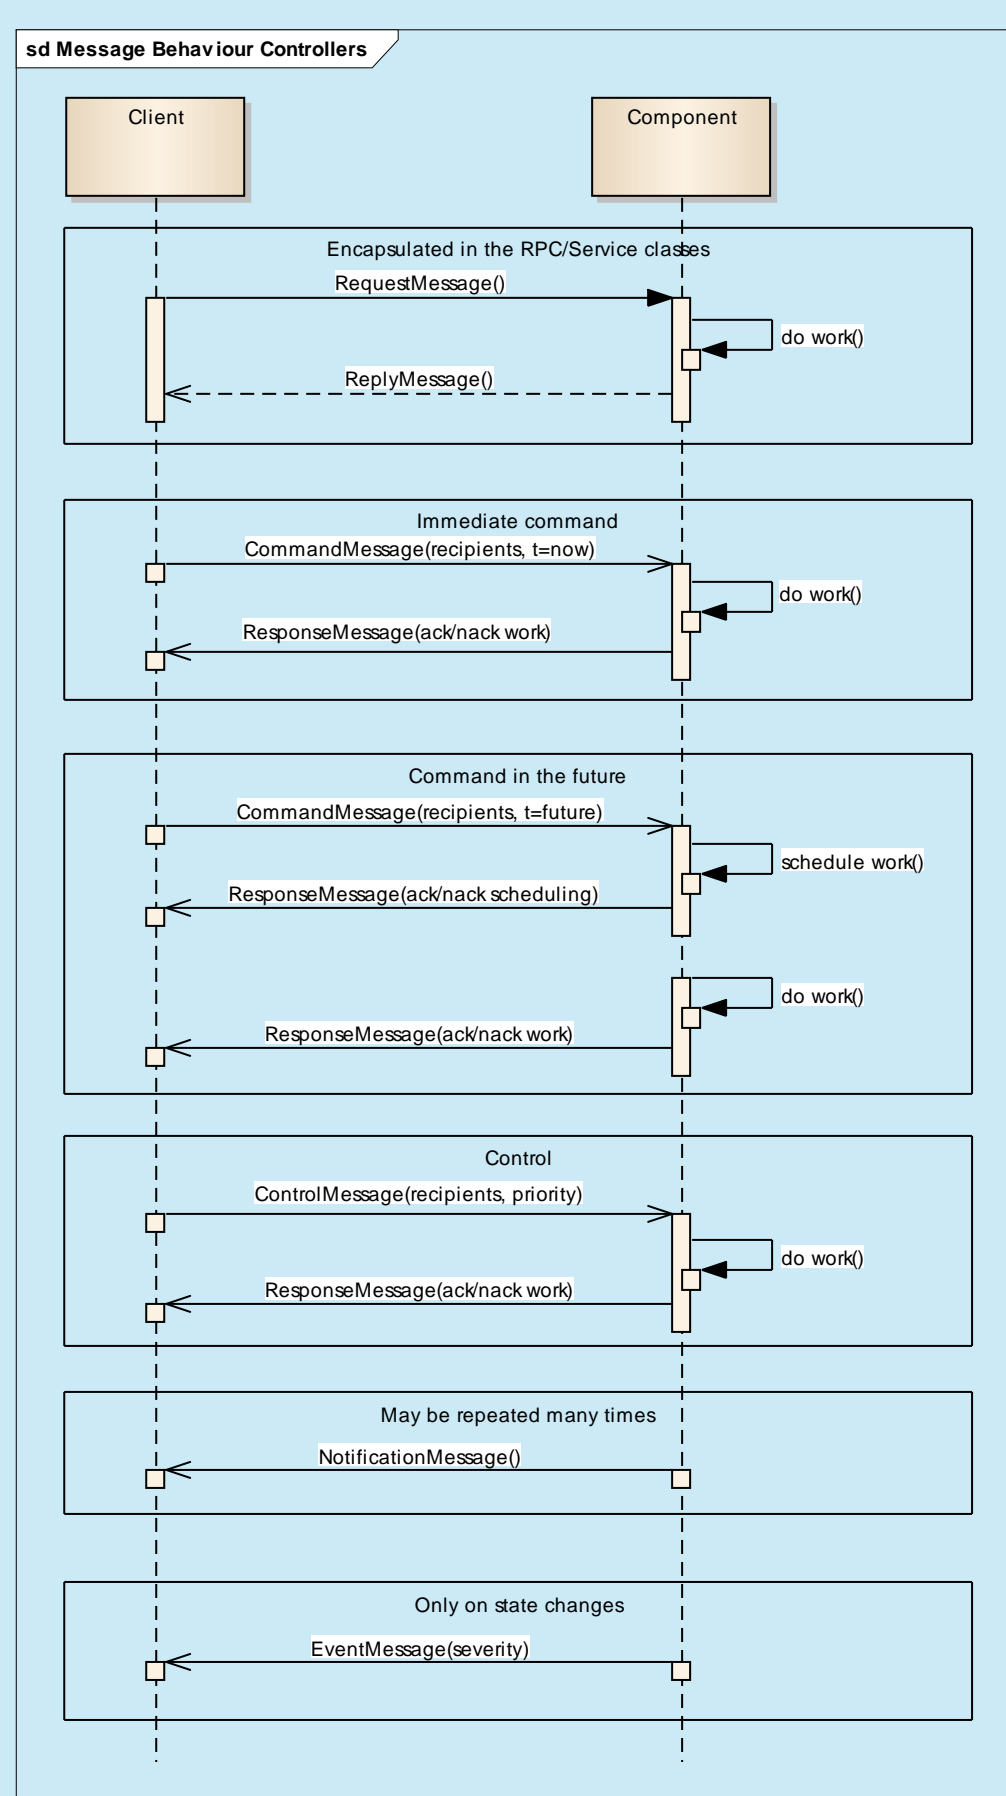 sd Message Behaviour Controllers
Client
Component
Encapsulated in the RPC/Service classes
RequestMessage()
do work()
ReplyMessage()
Immediate command
CommandMessage(recipients, t=now)
do work()
ResponseMessage(ack/nack work)
Command in the future
CommandMessage(recipients, t=future)
schedule work()
ResponseMessage(ack/nack scheduling)
do work()
ResponseMessage(ack/nack work)
Control
ControlMessage(recipients, priority)
do work()
ResponseMessage(ack/nack work)
May be repeated many times
NotificationMessage()
Only on state changes
EventMessage(severity)